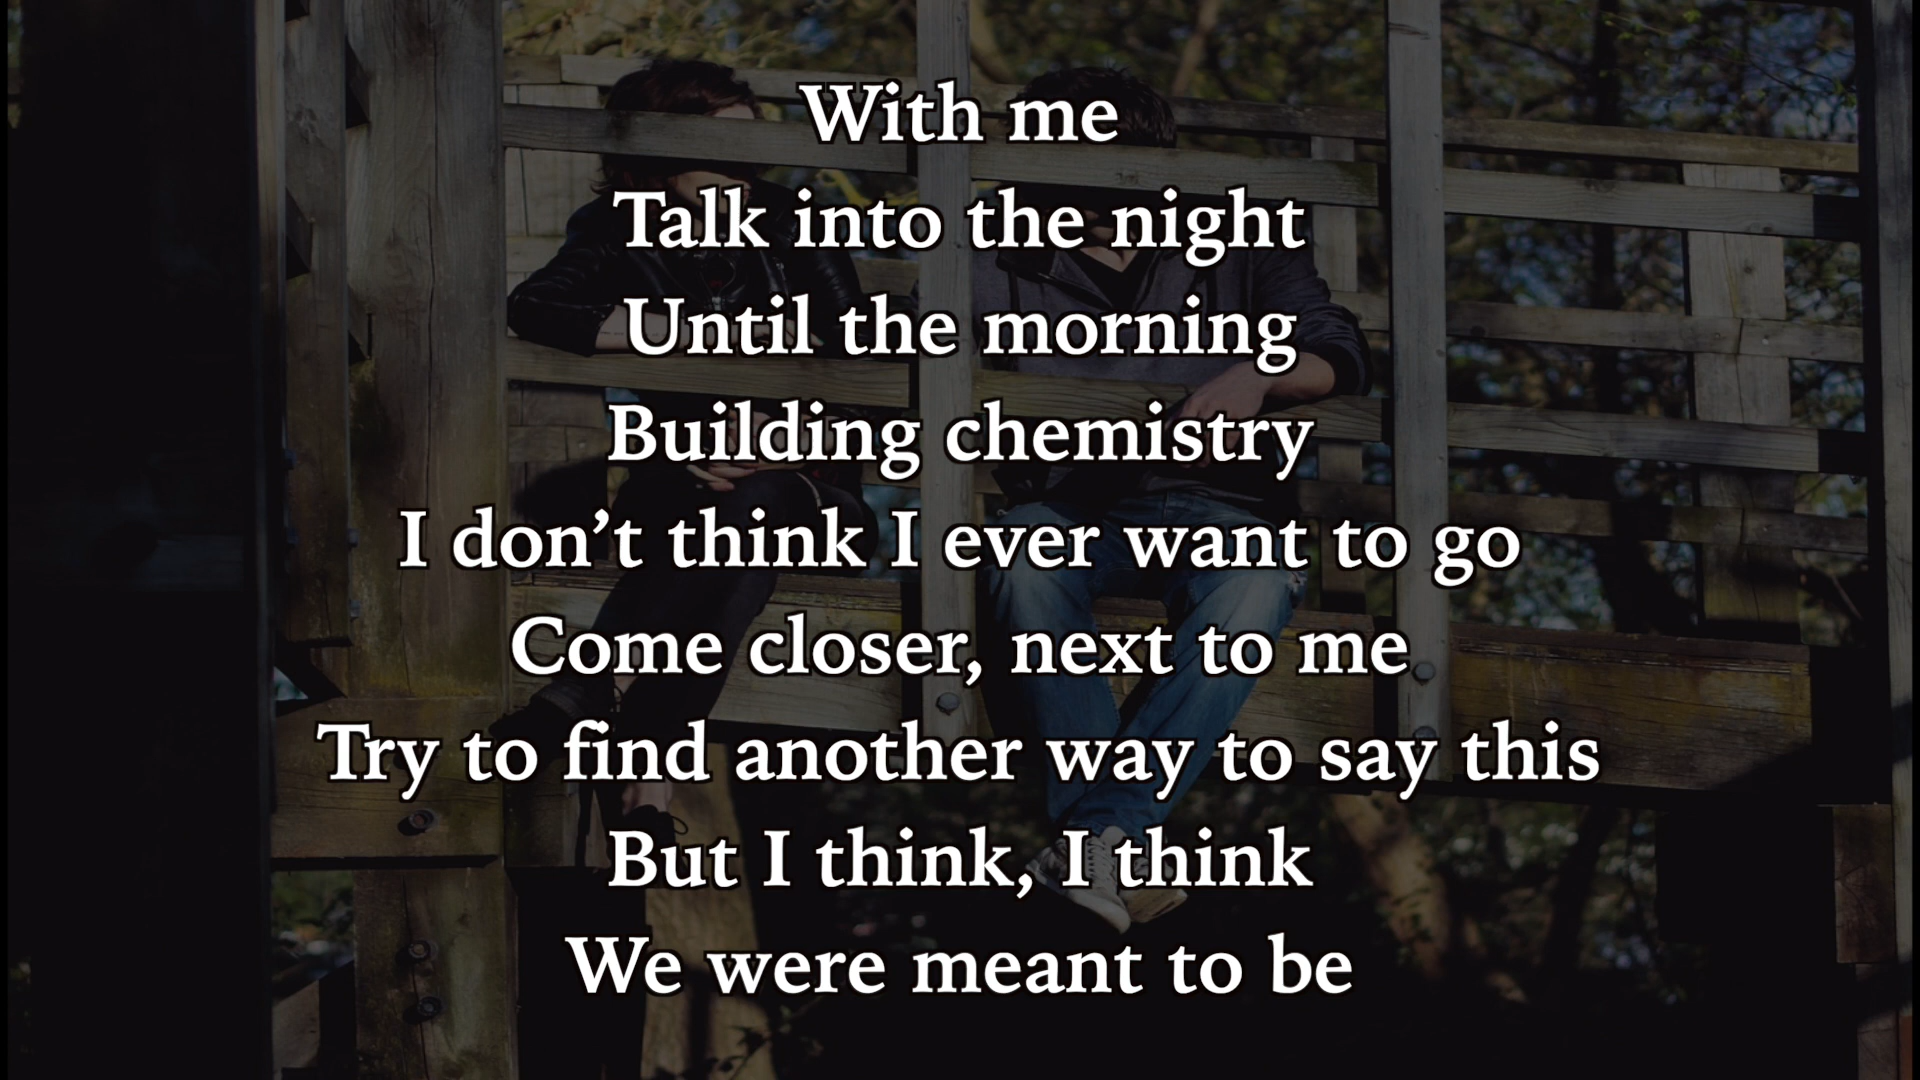 With me
Talk into the night
Until the morning
Building chemistry
I don’t think I ever want to go
Come closer, next to me
Try to find another way to say this
But I think, I think
We were meant to be